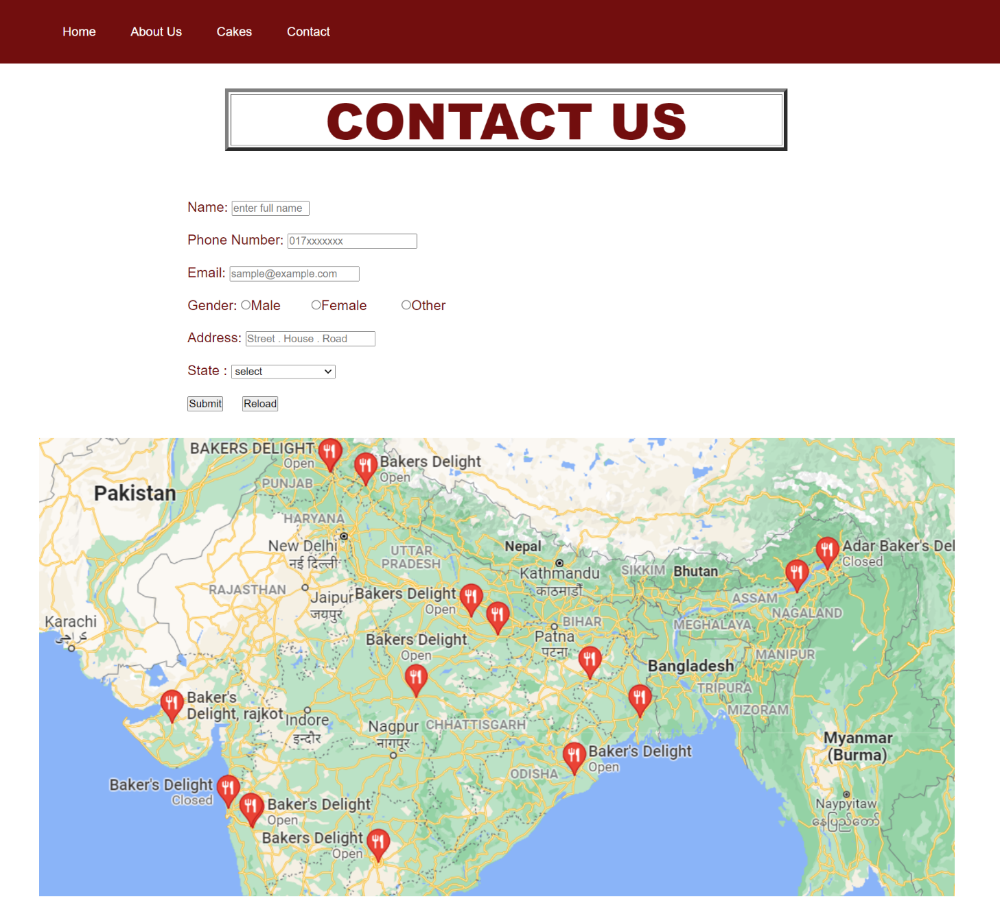 Home About Us Cakes Contact
CONTACT US
Name: enter full name
Phone Number: 017xxxxxxx
Email: sample@example.com
Gender: Male Female Other
Address: Street . House . Road
State : select
Submit Reload
BAKERS DELIGHT
Open
Bakers Delight
Open
PUNJAB
Pakistan
HARYANA
New Delhi
नई दिल्ली
UTTAR
PRADESH
Nepal
Kathmandu
काठमाडौँ
SIKKIM
Bhutan
Adar Baker's Del
Closed
RAJASTHAN
Jaipur
जयपुर
Bakers Delight
Open
ASSAM
NAGALAND
Karachi
كراچى
BIHAR
MEGHALAYA
Patna
पटना
Bakers Delight
Open
MANIPUR
Bangladesh
TRIPURA
MIZORAM
Baker's
Delight, rajkot
Indore
इन्दौर
Nagpur
नागपूर
CHHATTISGARH
Myanmar
(Burma)
Baker's Delight
Open
ODISHA
Baker's Delight
Closed
Baker's Delight
Open
Naypyitaw
နေပြည်တော်
Bakers Delight
Open